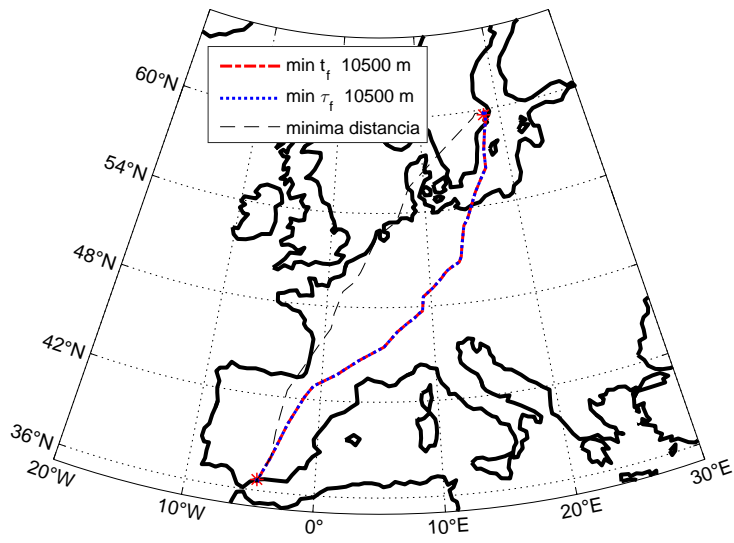 min t_f 10500 m
min τ_f 10500 m
minima distancia
60°N
54°N
48°N
42°N
36°N
20°W
10°W
0°
10°E
20°E
30°E